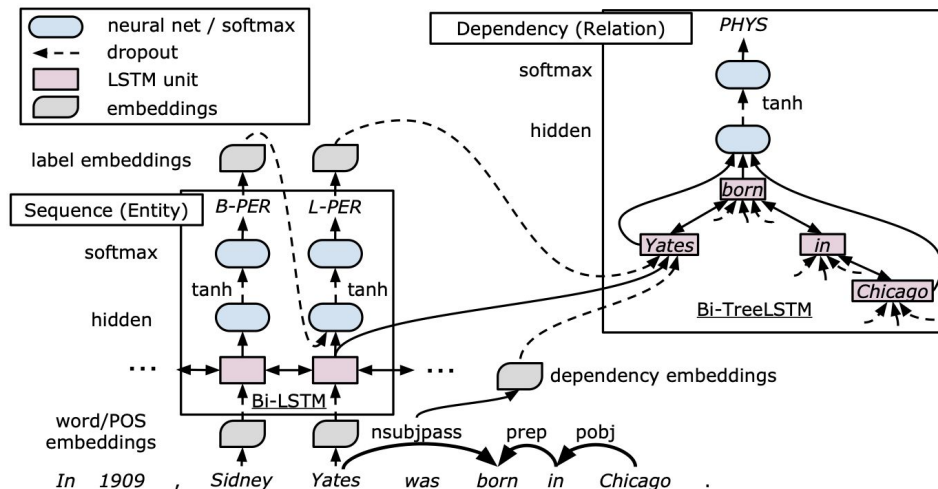 neural net / softmax
dropout
LSTM unit
embeddings
Dependency (Relation)
PHYS
softmax
tanh
hidden
born
Yates
in
Chicago
Bi-TreeLSTM
label embeddings
Sequence (Entity)
B-PER L-PER
softmax
tanh tanh
hidden
... ...
Bi-LSTM
dependency embeddings
word/POS
embeddings
nsubjpass prep pobj
In 1909 , Sidney Yates was born in Chicago .